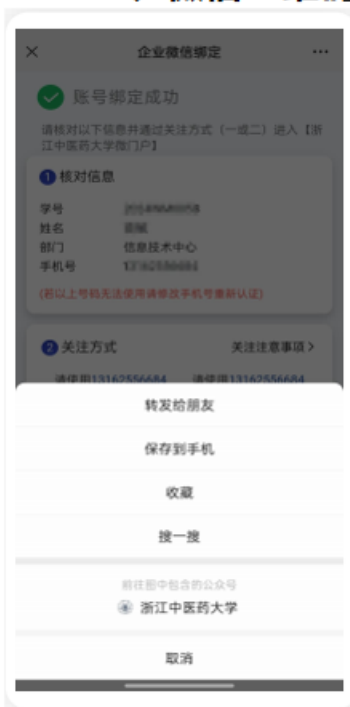 企业微信绑定
账号绑定成功
请核对以下信息并通过关注方式（一或二）进入【浙
江中医药大学微门户】
1 核对信息
学号
姓名
部门 信息技术中心
手机号
(若以上号码无法使用请修改手机号重新认证)
2 关注方式 关注注意事项>
请使用13162556684 请使用13162556684
转发给朋友
保存到手机
收藏
搜一搜
前往图中包含的公众号
浙江中医药大学
取消